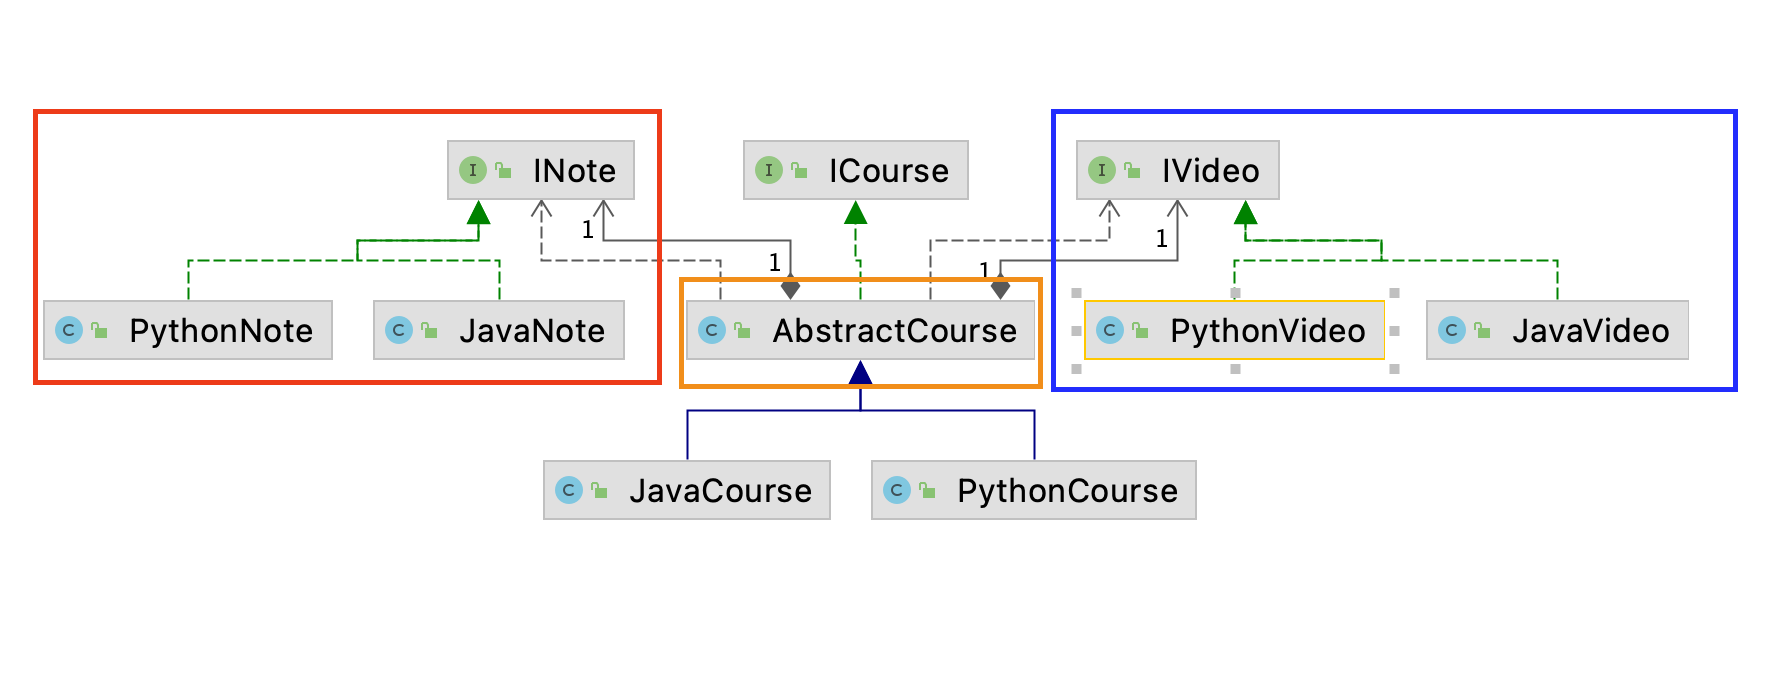 I INote
I ICourse
I IVideo
1
1
1
1
C PythonNote
C JavaNote
C AbstractCourse
C PythonVideo
C JavaVideo
C JavaCourse
C PythonCourse